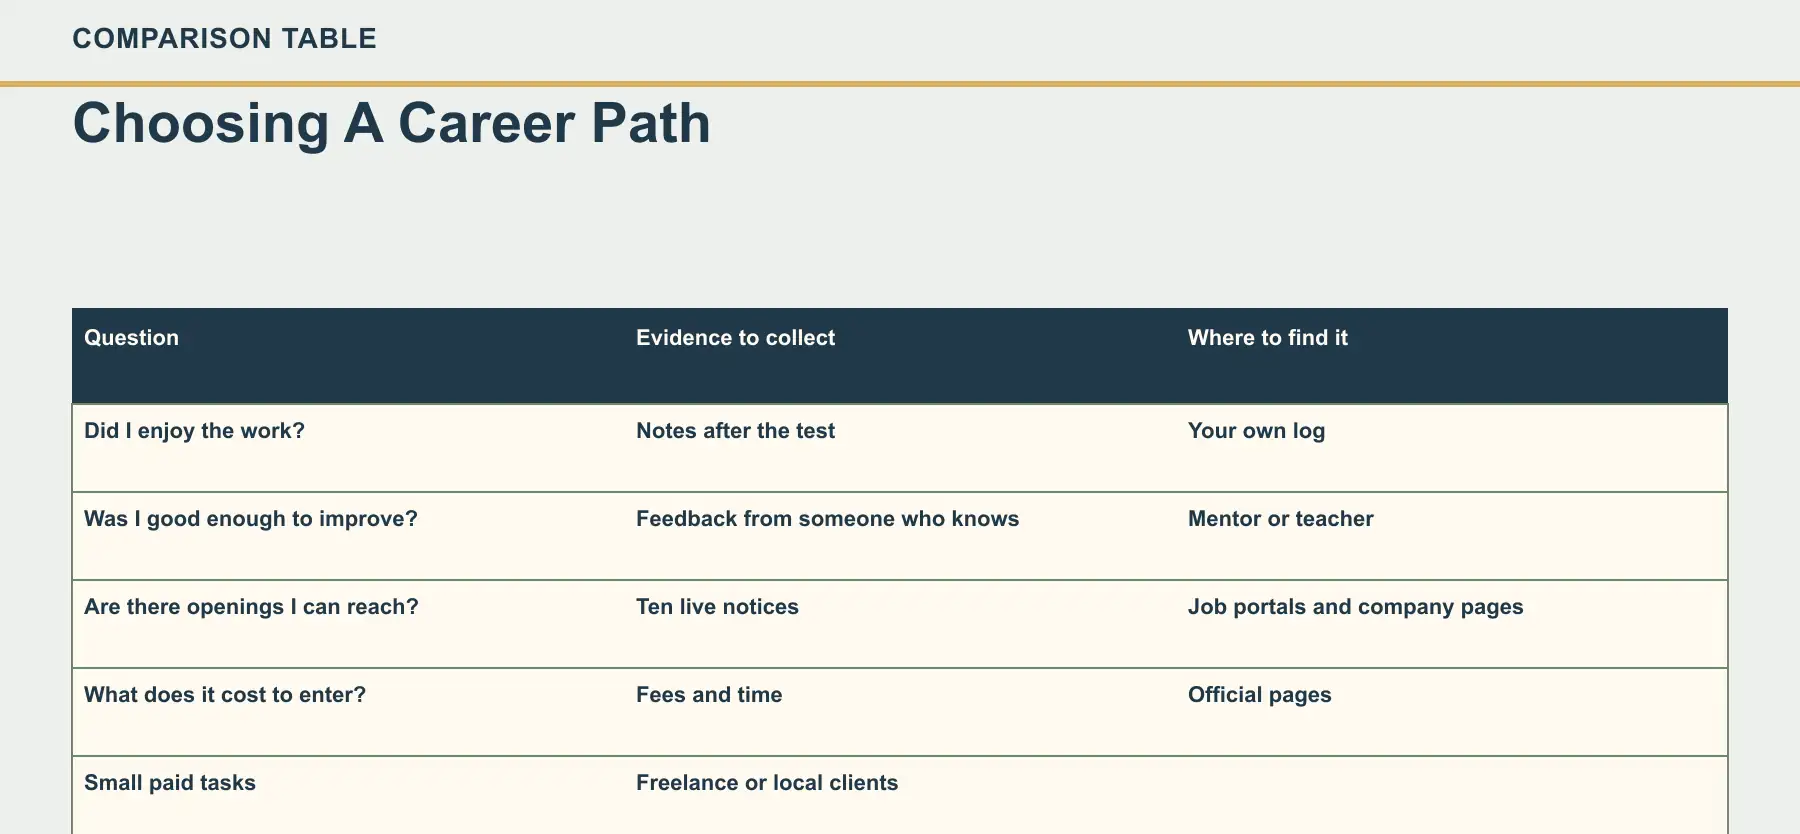 COMPARISON TABLE
Choosing A Career Path
Question Evidence to collect Where to find it
Did I enjoy the work? Notes after the test Your own log
Was I good enough to improve? Feedback from someone who knows Mentor or teacher
Are there openings I can reach? Ten live notices Job portals and company pages
What does it cost to enter? Fees and time Official pages
Small paid tasks Freelance or local clients